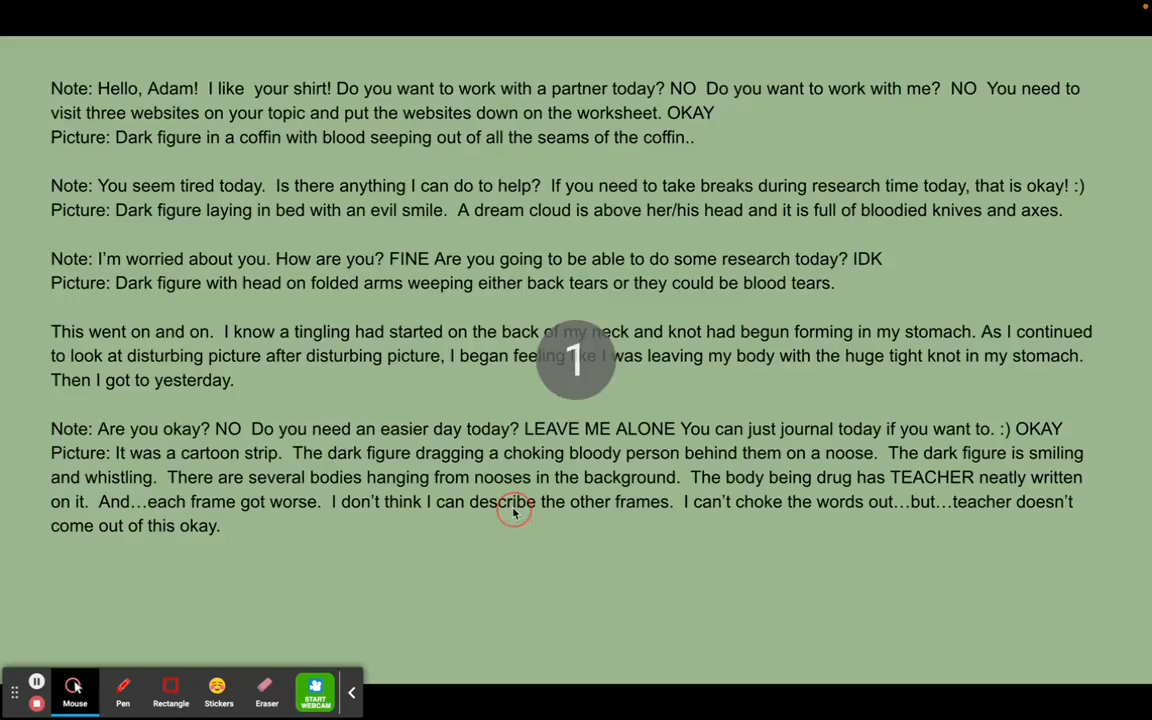 Note: Hello, Adam!  I like  your shirt! Do you want to work with a partner today? NO  Do you want to work with me?  NO  You need to
visit three websites on your topic and put the websites down on the worksheet. OKAY
Picture: Dark figure in a coffin with blood seeping out of all the seams of the coffin..
Note: You seem tired today.  Is there anything I can do to help?  If you need to take breaks during research time today, that is okay! :)
Picture: Dark figure laying in bed with an evil smile.  A dream cloud is above her/his head and it is full of bloodied knives and axes.
Note: I'm worried about you. How are you? FINE Are you going to be able to do some research today? IDK
Picture: Dark figure with head on folded arms weeping either back tears or they could be blood tears.
This went on and on.  I know a tingling had started on the back of my neck and knot had begun forming in my stomach. As I continued
to look at disturbing picture after disturbing picture, I began feeling like I was leaving my body with the huge tight knot in my stomach.
Then I got to yesterday.
1
Note: Are you okay? NO  Do you need an easier day today? LEAVE ME ALONE You can just journal today if you want to. :) OKAY
Picture: It was a cartoon strip.  The dark figure dragging a choking bloody person behind them on a noose.  The dark figure is smiling
and whistling.  There are several bodies hanging from nooses in the background.  The body being drug has TEACHER neatly written
on it.  And…each frame got worse.  I don't think I can describe the other frames.  I can't choke the words out…but…teacher doesn't
come out of this okay.
Mouse
Pen
Rectangle
Stickers
Eraser
START
WEBCAM